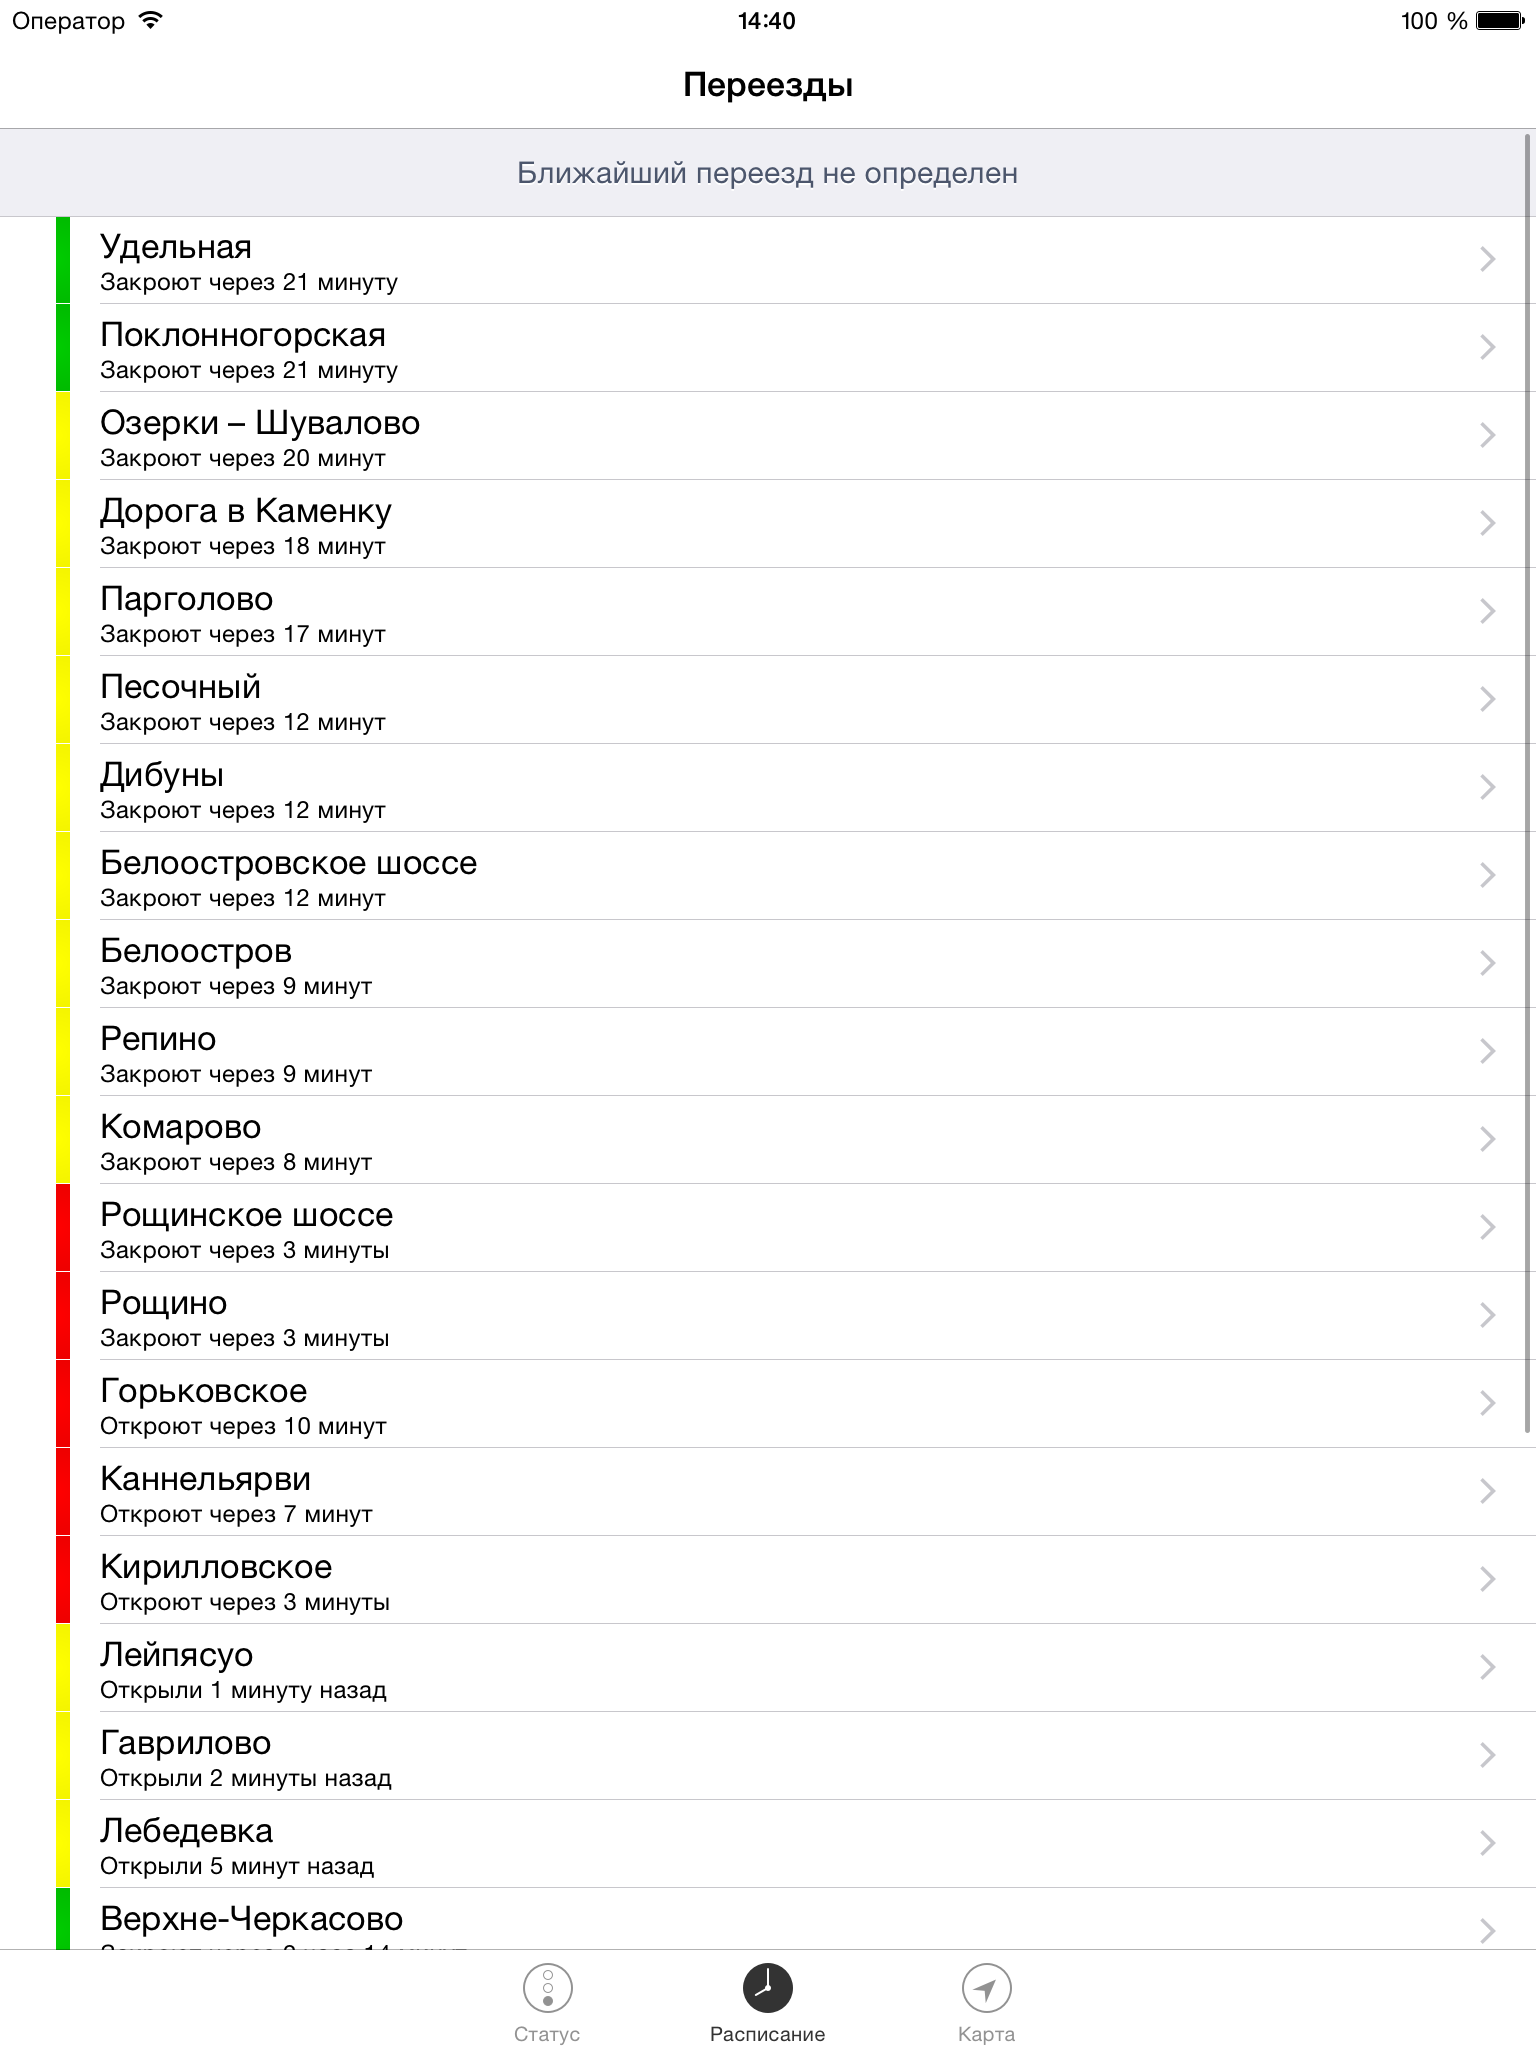 Оператор 14:40 100 %
Переезды
Ближайший переезд не определен
Удельная
Закроют через 21 минуту
Поклонногорская
Закроют через 21 минуту
Озерки – Шувалово
Закроют через 20 минут
Дорога в Каменку
Закроют через 18 минут
Парголово
Закроют через 17 минут
Песочный
Закроют через 12 минут
Дибуны
Закроют через 12 минут
Белоостровское шоссе
Закроют через 12 минут
Белоостров
Закроют через 9 минут
Репино
Закроют через 9 минут
Комарово
Закроют через 8 минут
Рощинское шоссе
Закроют через 3 минуты
Рощино
Закроют через 3 минуты
Горьковское
Откроют через 10 минут
Каннельярви
Откроют через 7 минут
Кирилловское
Откроют через 3 минуты
Лейпясуо
Открыли 1 минуту назад
Гаврилово
Открыли 2 минуты назад
Лебедевка
Открыли 5 минут назад
Верхне-Черкасово
Статус Расписание Карта